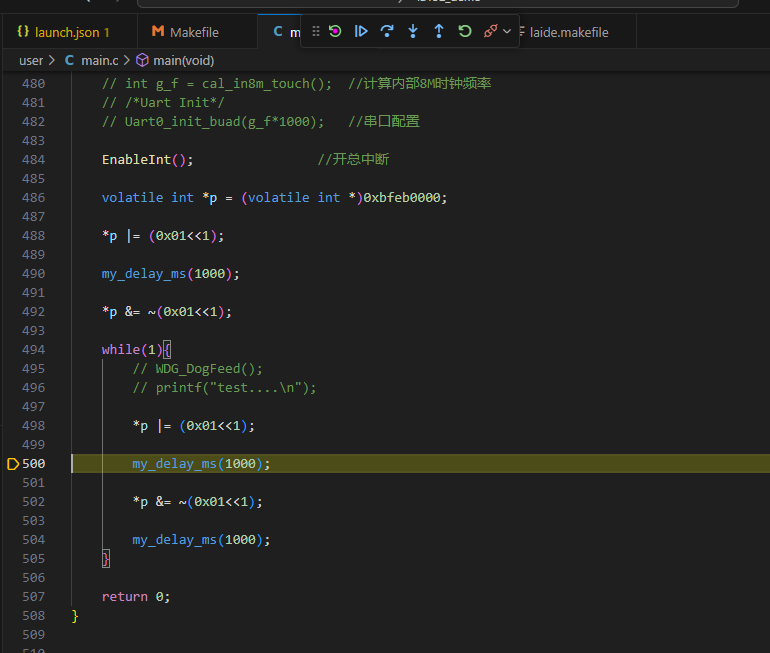 launch.json 1
Makefile
laide.makefile
user > C main.c > main(void)
480 // int g_f = cal_in8m_touch(); //计算内部8M时钟频率
481 // /*Uart Init*/
482 // Uart0_init_buad(g_f*1000); //串口配置
483
484 EnableInt(); //开总中断
485
486 volatile int *p = (volatile int *)0xbfeb0000;
487
488 *p |= (0x01<<1);
489
490 my_delay_ms(1000);
491
492 *p &= ~(0x01<<1);
493
494 while(1){
495 // WDG_DogFeed();
496 // printf("test....\n");
497
498 *p |= (0x01<<1);
499
500 my_delay_ms(1000);
501
502 *p &= ~(0x01<<1);
503
504 my_delay_ms(1000);
505 }
506
507 return 0;
508 }
509